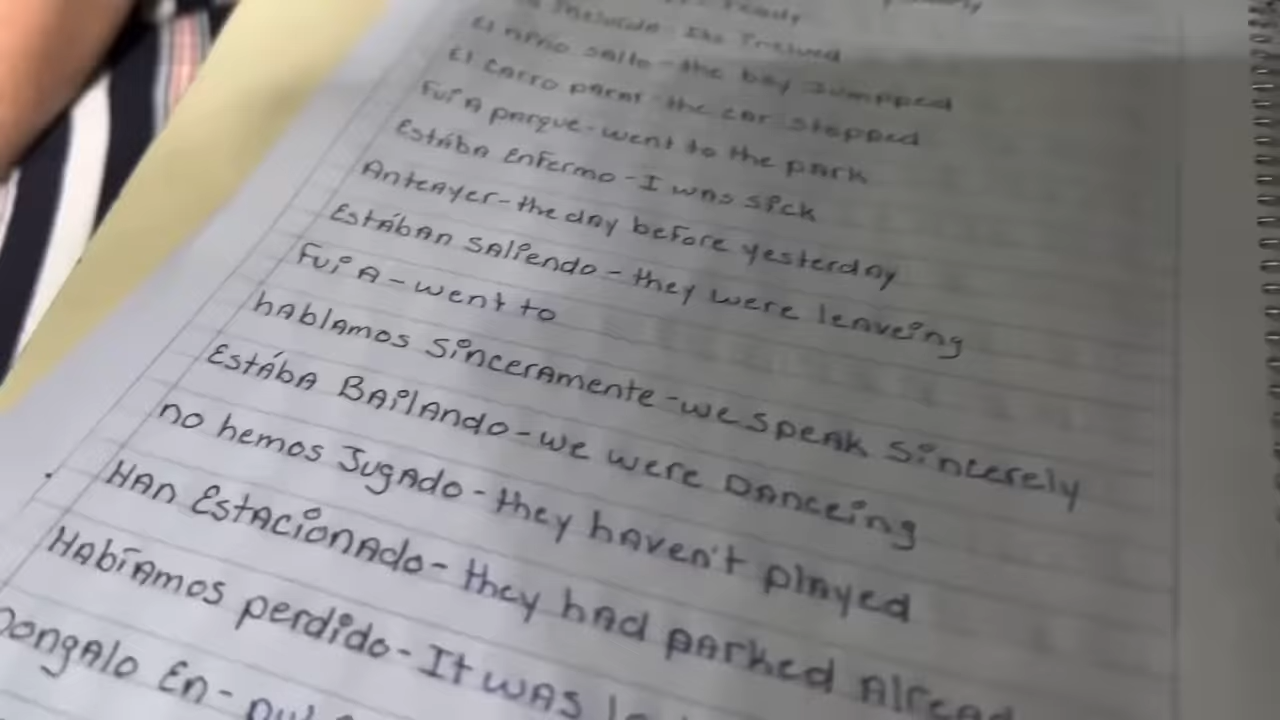 El niño salto - the boy Jumpped
El carro paras - the car stopped
Fui A parque - went to the park
Estába Enfermo - I was sick
Anteayer - the day before yesterday
Estában saliendo - they were leaveing
Fui A - went to
hablamos Sinceramente - we speak Sincerely
Estába Bailando - we were Danceing
no hemos Jugado - they haven't played
HAn Estacionado - they had parked
Habíamos perdido - It was
En -